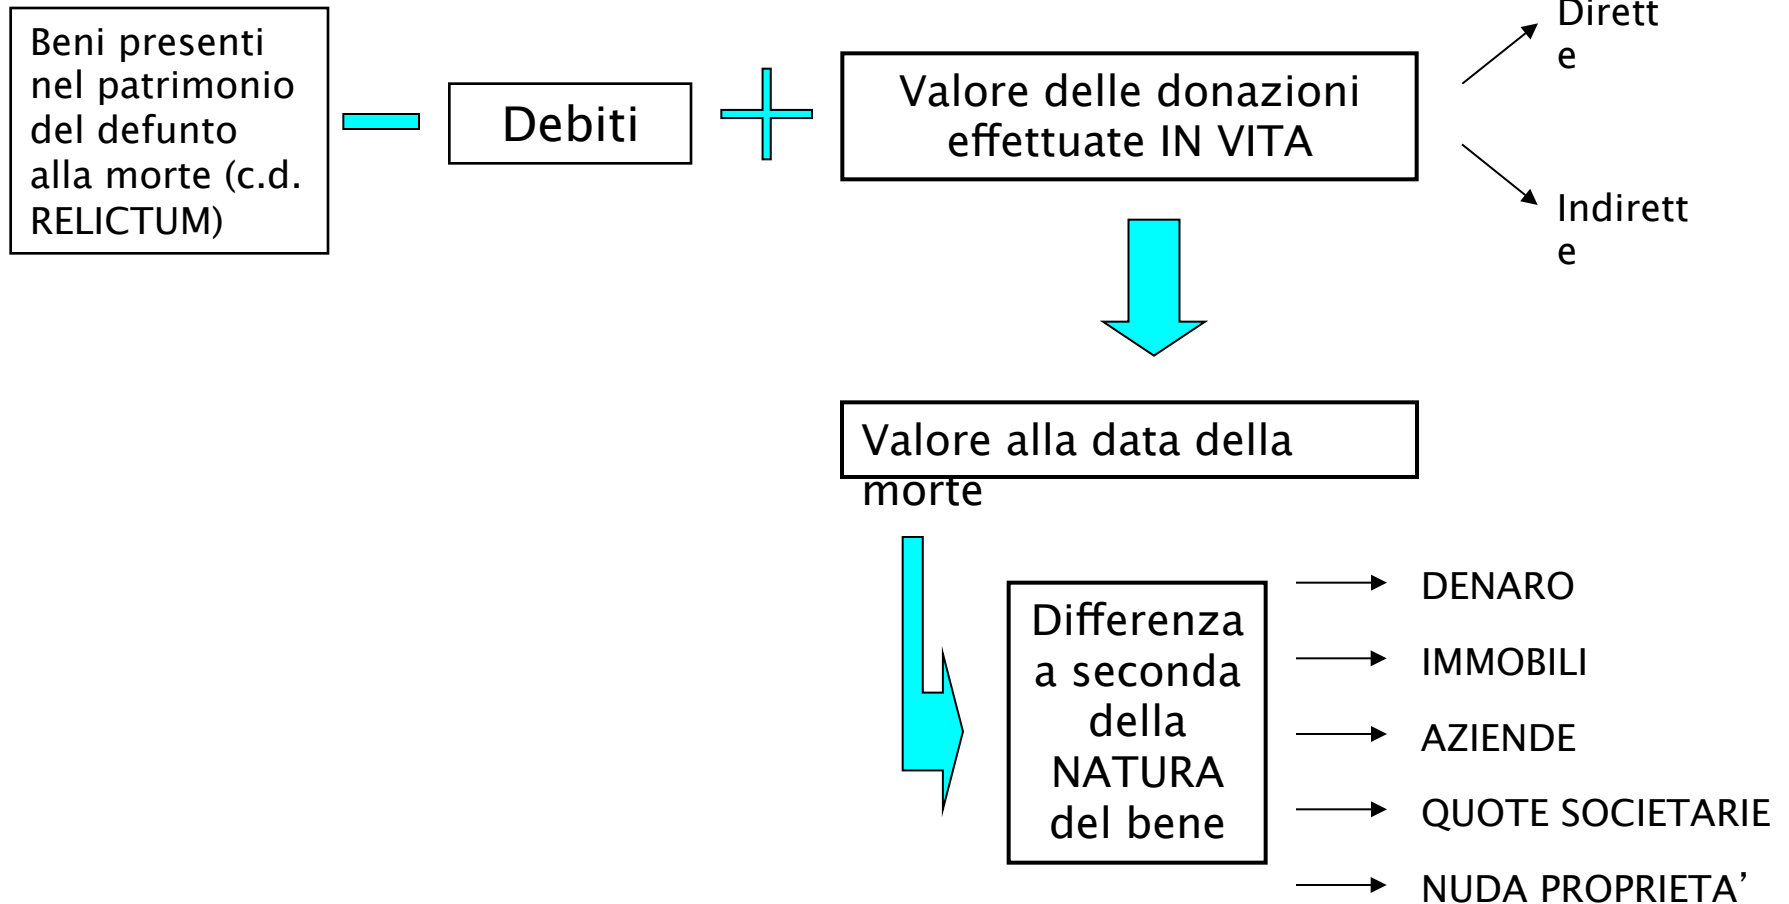 Beni presenti
nel patrimonio
del defunto
alla morte (c.d.
RELICTUM)
Debiti
Valore delle donazioni
effettuate IN VITA
Dirett
e
Indirett
e
Valore alla data della
morte
Differenza
a seconda
della
NATURA
del bene
DENARO
IMMOBILI
AZIENDE
QUOTE SOCIETARIE
NUDA PROPRIETA’